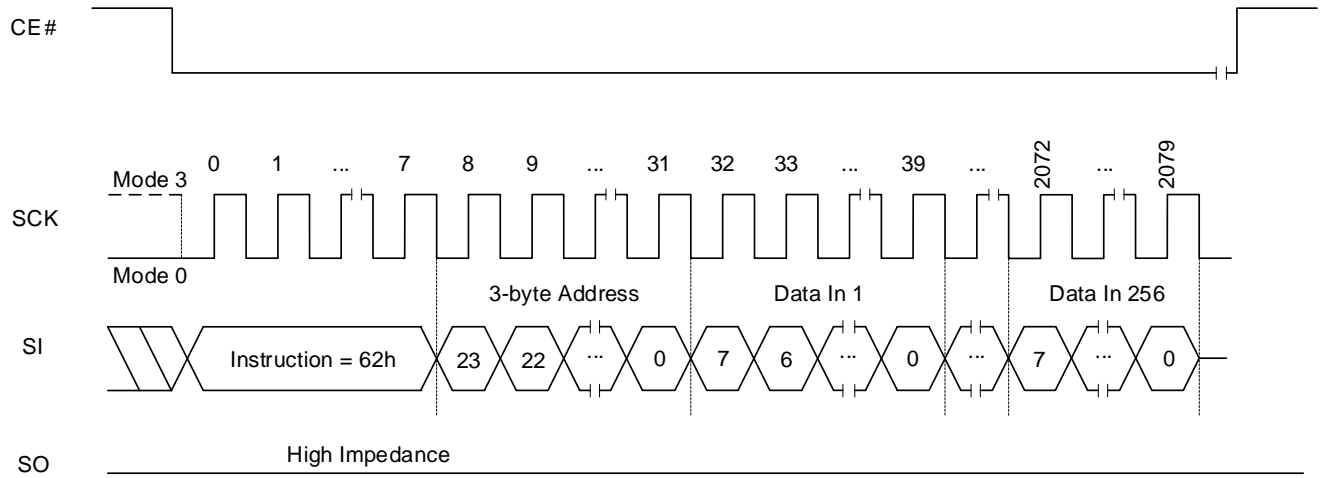 CE#
0 1 ... 7 8 9 ... 31 32 33 ... 39 ... 2072 ... 2079
Mode 3
SCK
Mode 0
3-byte Address Data In 1 Data In 256
SI Instruction = 62h 23 22 ... 0 7 6 ... 0 ... 7 ... 0
High Impedance
SO